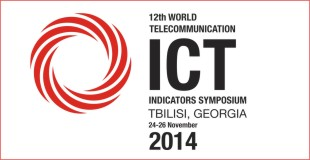 12th WORLD
TELECOMMUNICATION
ICT
INDICATORS SYMPOSIUM
TBILISI, GEORGIA
24-26 November
2014